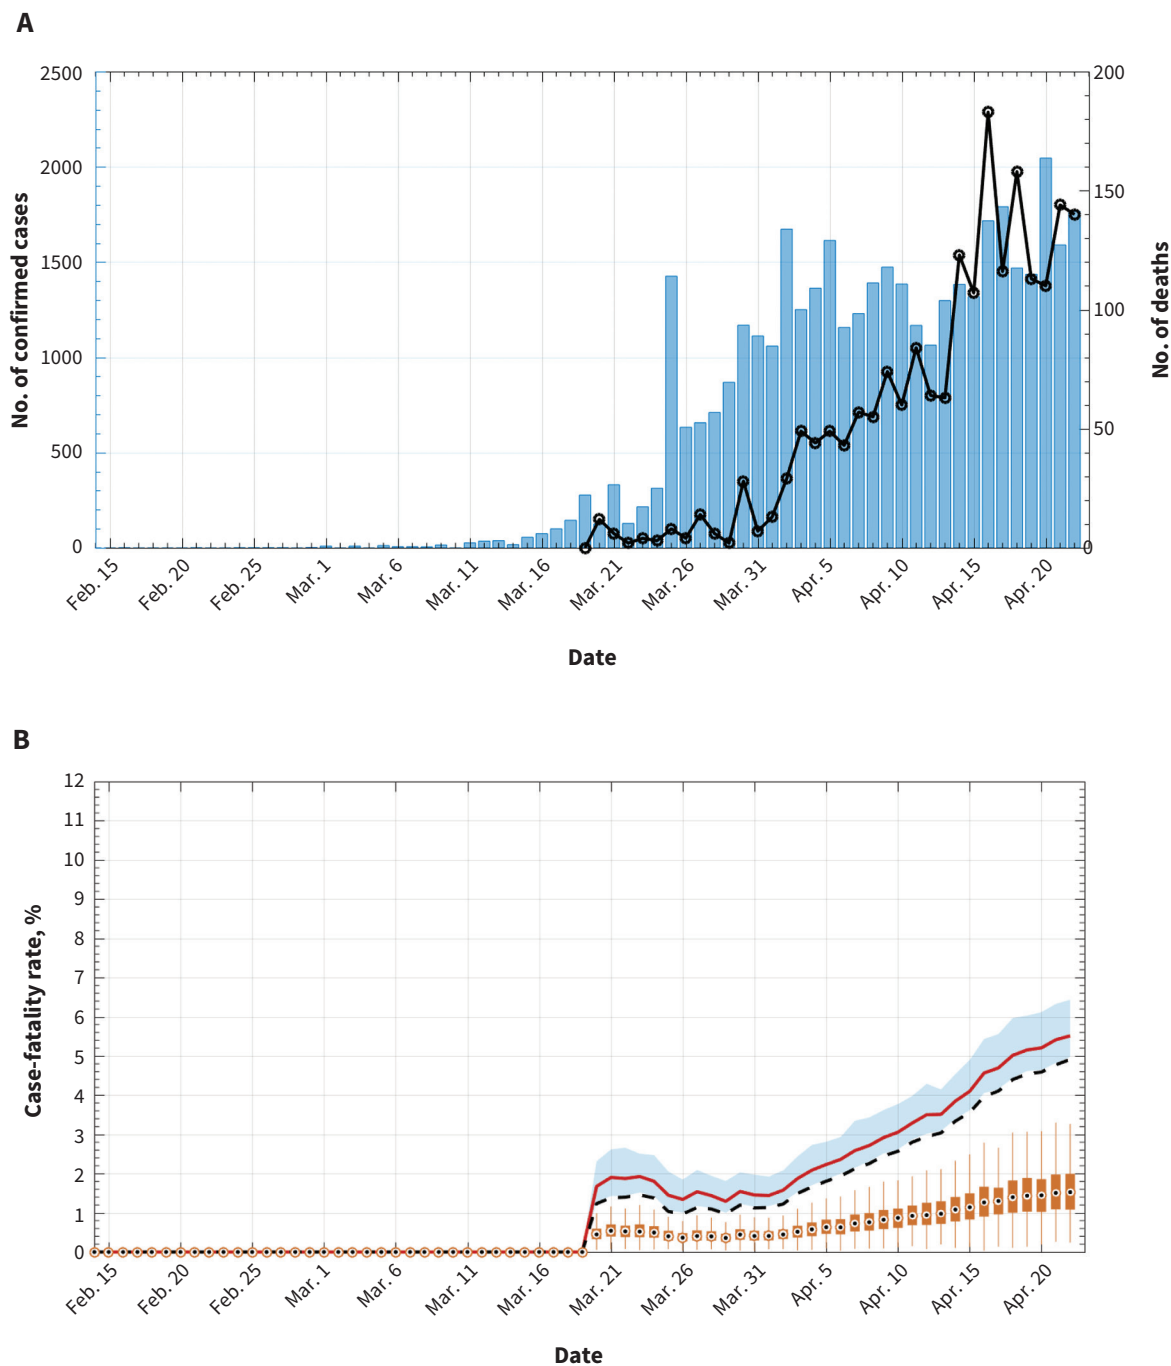 A
2500
2000
1500
1000
500
0
No. of confirmed cases
200
150
100
50
0
No. of deaths
Feb. 15
Feb. 20
Feb. 25
Mar. 1
Mar. 6
Mar. 11
Mar. 16
Mar. 21
Mar. 26
Mar. 31
Apr. 5
Apr. 10
Apr. 15
Apr. 20
Date
B
12
11
10
9
8
7
6
5
4
3
2
1
0
Case-fatality rate, %
Feb. 15
Feb. 20
Feb. 25
Mar. 1
Mar. 6
Mar. 11
Mar. 16
Mar. 21
Mar. 26
Mar. 31
Apr. 5
Apr. 10
Apr. 15
Apr. 20
Date